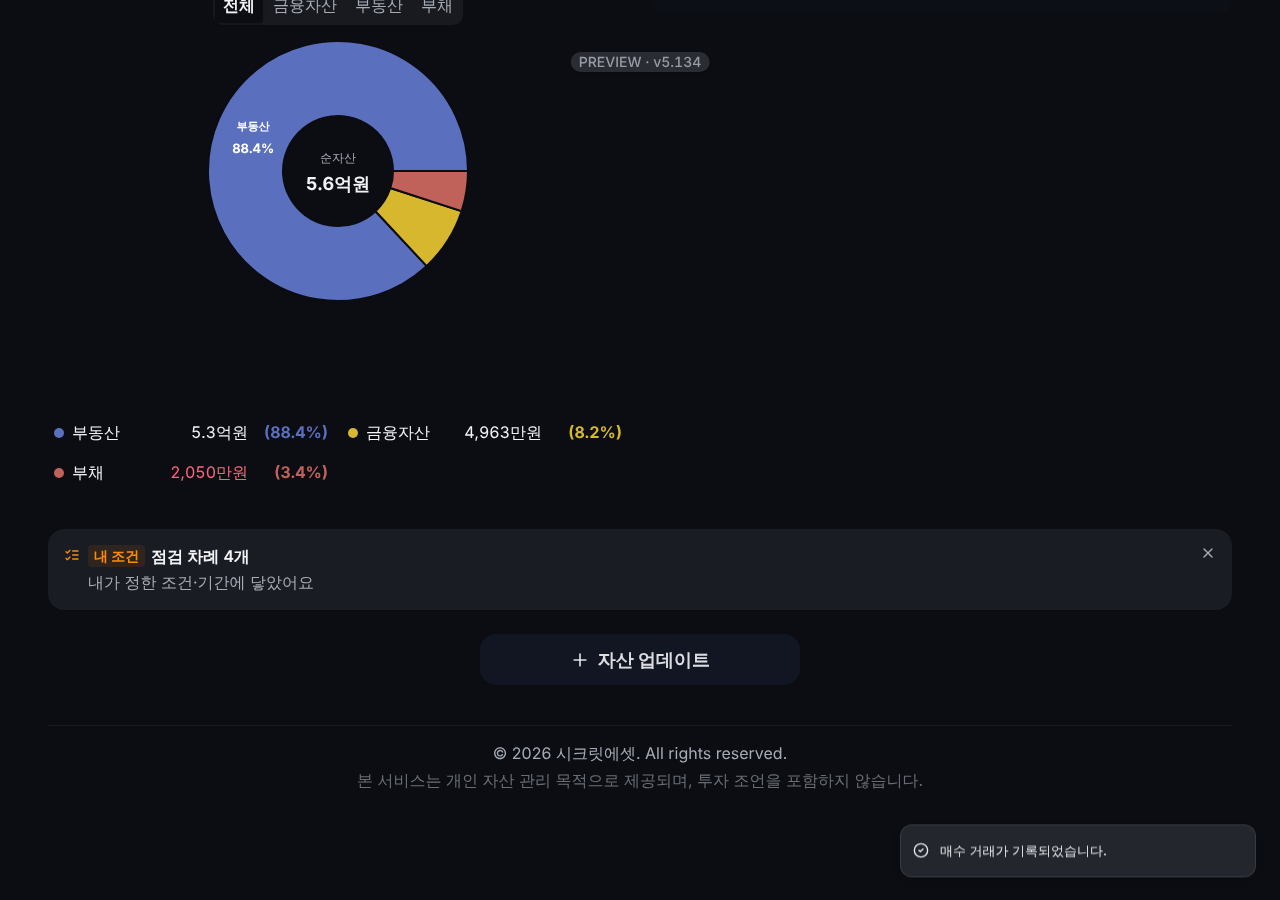 전체 금융자산 부동산 부채
PREVIEW · v5.134
부동산
88.4%
순자산
5.6억원
부동산 5.3억원 (88.4%) 금융자산 4,963만원 (8.2%)
부채 2,050만원 (3.4%)
내 조건 점검 차례 4개
내가 정한 조건·기간에 닿았어요
자산 업데이트
© 2026 시크릿에셋. All rights reserved.
본 서비스는 개인 자산 관리 목적으로 제공되며, 투자 조언을 포함하지 않습니다.
매수 거래가 기록되었습니다.